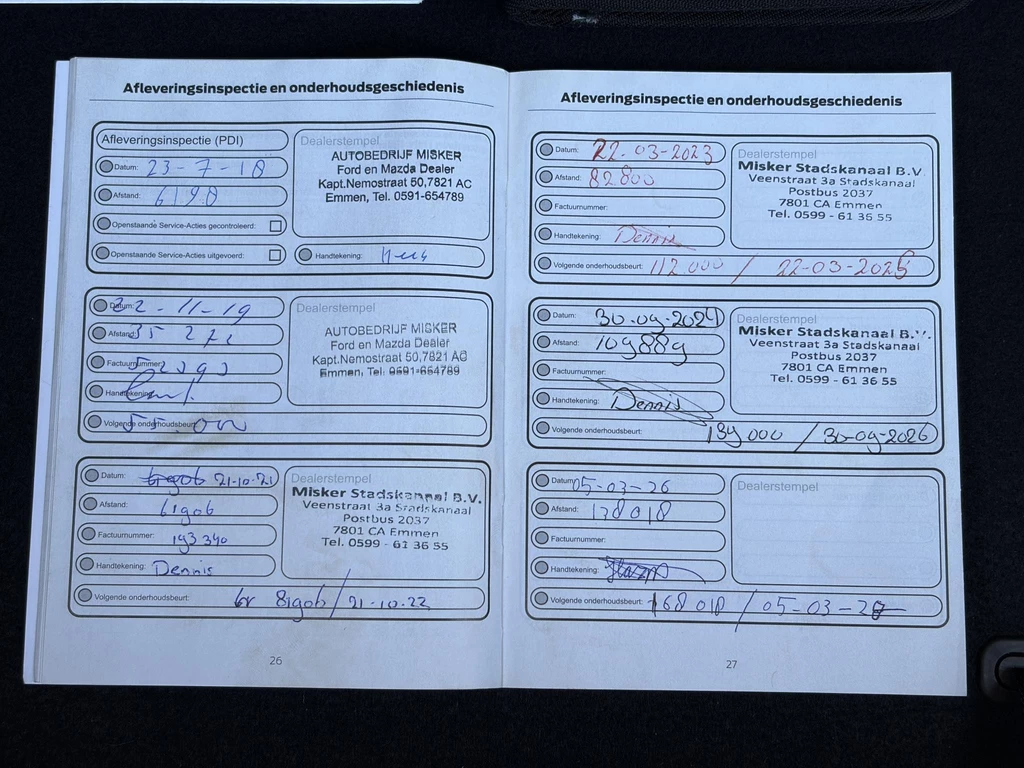 Afleveringsinspectie en onderhoudsgeschiedenis
Afleveringsinspectie (PDI)
Datum: 23-7-18
Afstand: 6190
Openstaande Service-Acties gecontroleerd:
Openstaande Service-Acties uitgevoerd:
Dealerstempel
AUTOBEDRIJF MISKER
Ford en Mazda Dealer
Kapt.Nemostraat 50,7821 AC
Emmen, Tel. 0591-654789
Handtekening:
Datum: 22-11-19
Afstand: 35 271
Factuurnummer:
Handtekening:
Volgende onderhoudsbeurt: 55.000
Dealerstempel
AUTOBEDRIJF MISKER
Ford en Mazda Dealer
Kapt.Nemostraat 50,7821 AC
Emmen, Tel. 0591-654789
Datum: 21-10-21
Afstand: 61906
Factuurnummer: 193340
Handtekening: Dennis
Volgende onderhoudsbeurt: 81906 / 21-10-22
Dealerstempel
Misker Stadskanaal B.V.
Veenstraat 3a Stadskanaal
Postbus 2037
7801 CA Emmen
Tel. 0599 - 61 36 55
26
Afleveringsinspectie en onderhoudsgeschiedenis
Datum: 22-03-2023
Afstand: 82800
Factuurnummer:
Handtekening: Dennis
Volgende onderhoudsbeurt: 112 000 / 22-03-2025
Dealerstempel
Misker Stadskanaal B.V.
Veenstraat 3a Stadskanaal
Postbus 2037
7801 CA Emmen
Tel. 0599 - 61 36 55
Datum: 30-09-2024
Afstand: 109889
Factuurnummer:
Handtekening: Dennis
Volgende onderhoudsbeurt: 139 000 / 30-09-2026
Dealerstempel
Misker Stadskanaal B.V.
Veenstraat 3a Stadskanaal
Postbus 2037
7801 CA Emmen
Tel. 0599 - 61 36 55
Datum: 05-03-26
Afstand: 138018
Factuurnummer:
Handtekening:
Volgende onderhoudsbeurt: 168 018 / 05-03-28
Dealerstempel
27